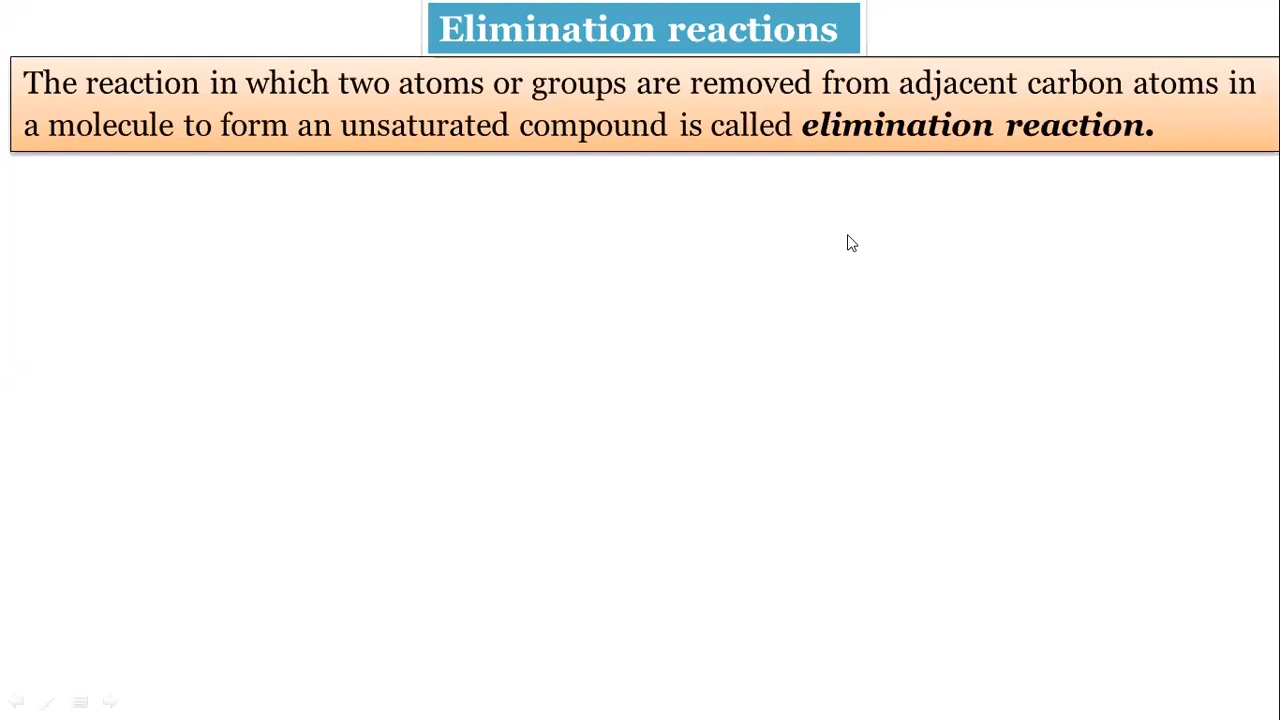 Elimination reactions
The reaction in which two atoms or groups are removed from adjacent carbon atoms in
a molecule to form an unsaturated compound is called elimination reaction.